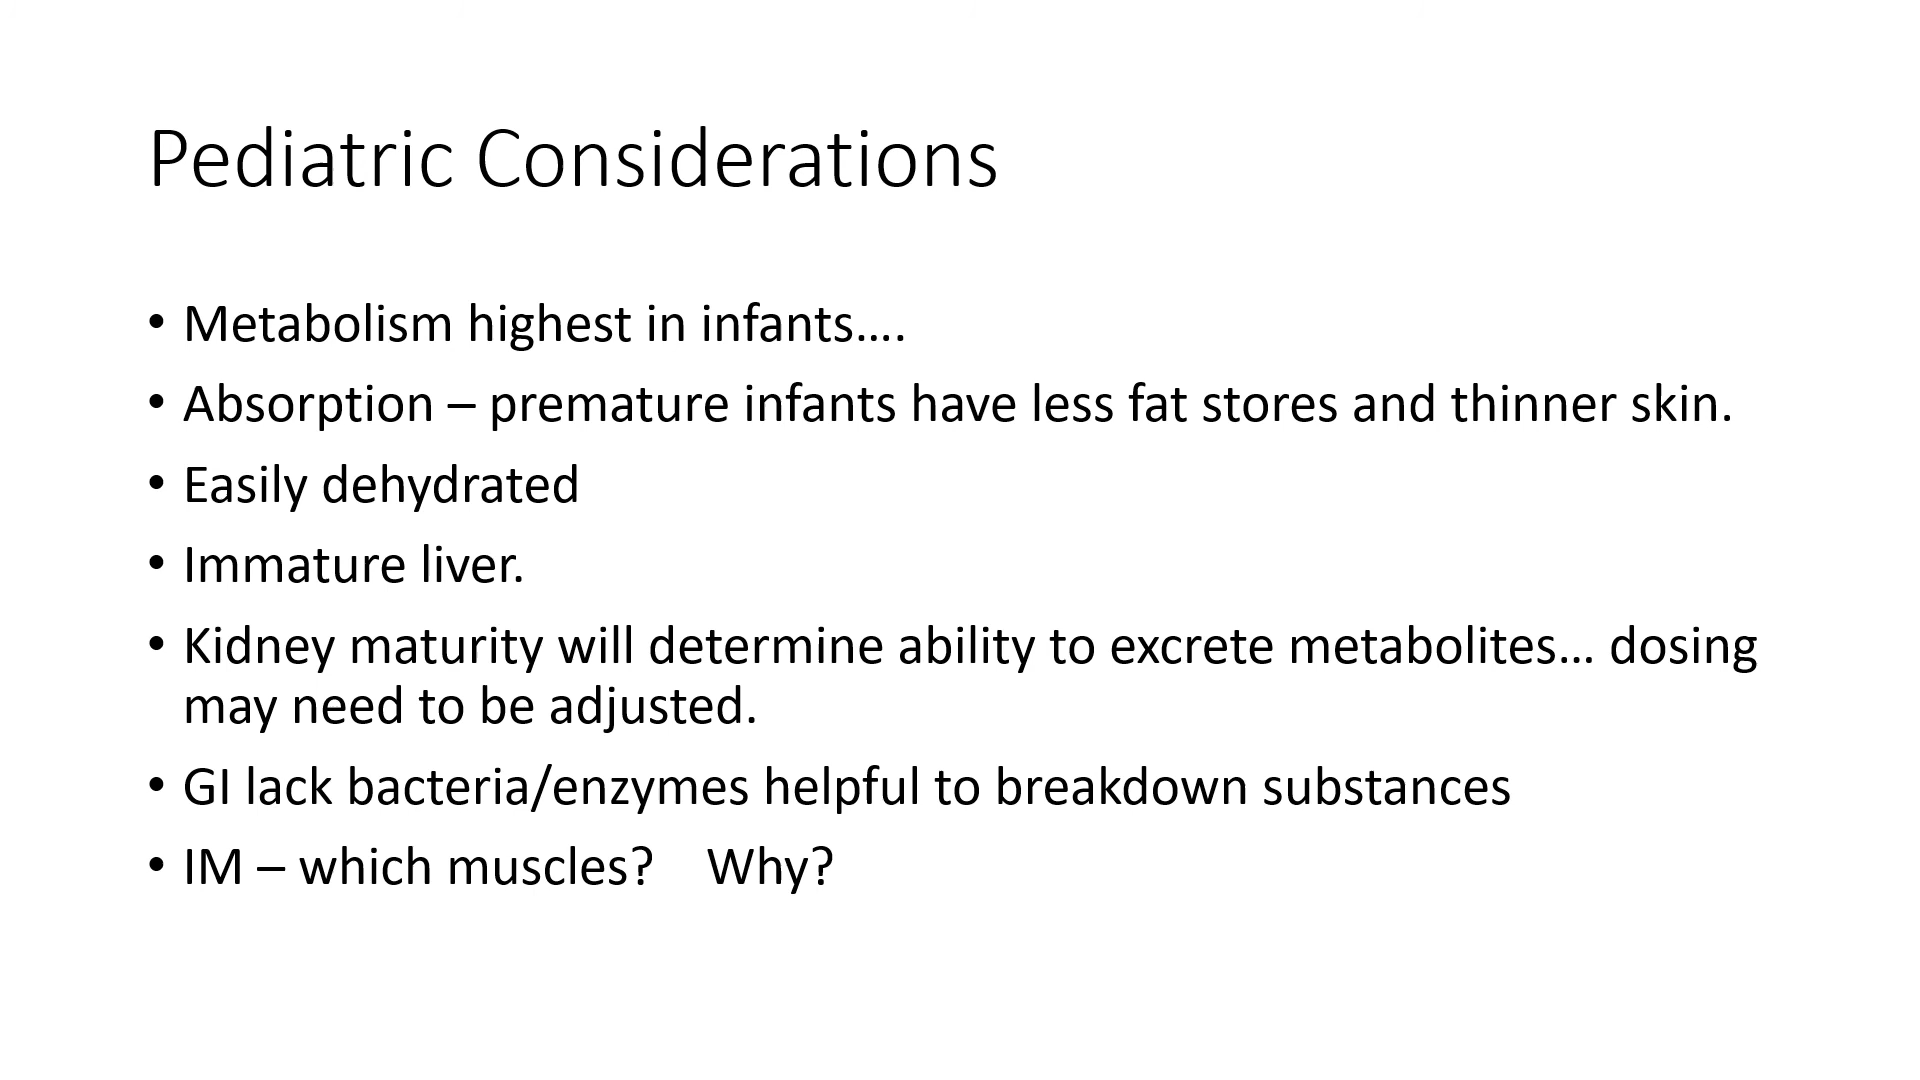 Pediatric Considerations
• Metabolism highest in infants....
• Absorption – premature infants have less fat stores and thinner skin.
• Easily dehydrated
• Immature liver.
• Kidney maturity will determine ability to excrete metabolites… dosing
may need to be adjusted.
• GI lack bacteria/enzymes helpful to breakdown substances
• IM – which muscles?    Why?